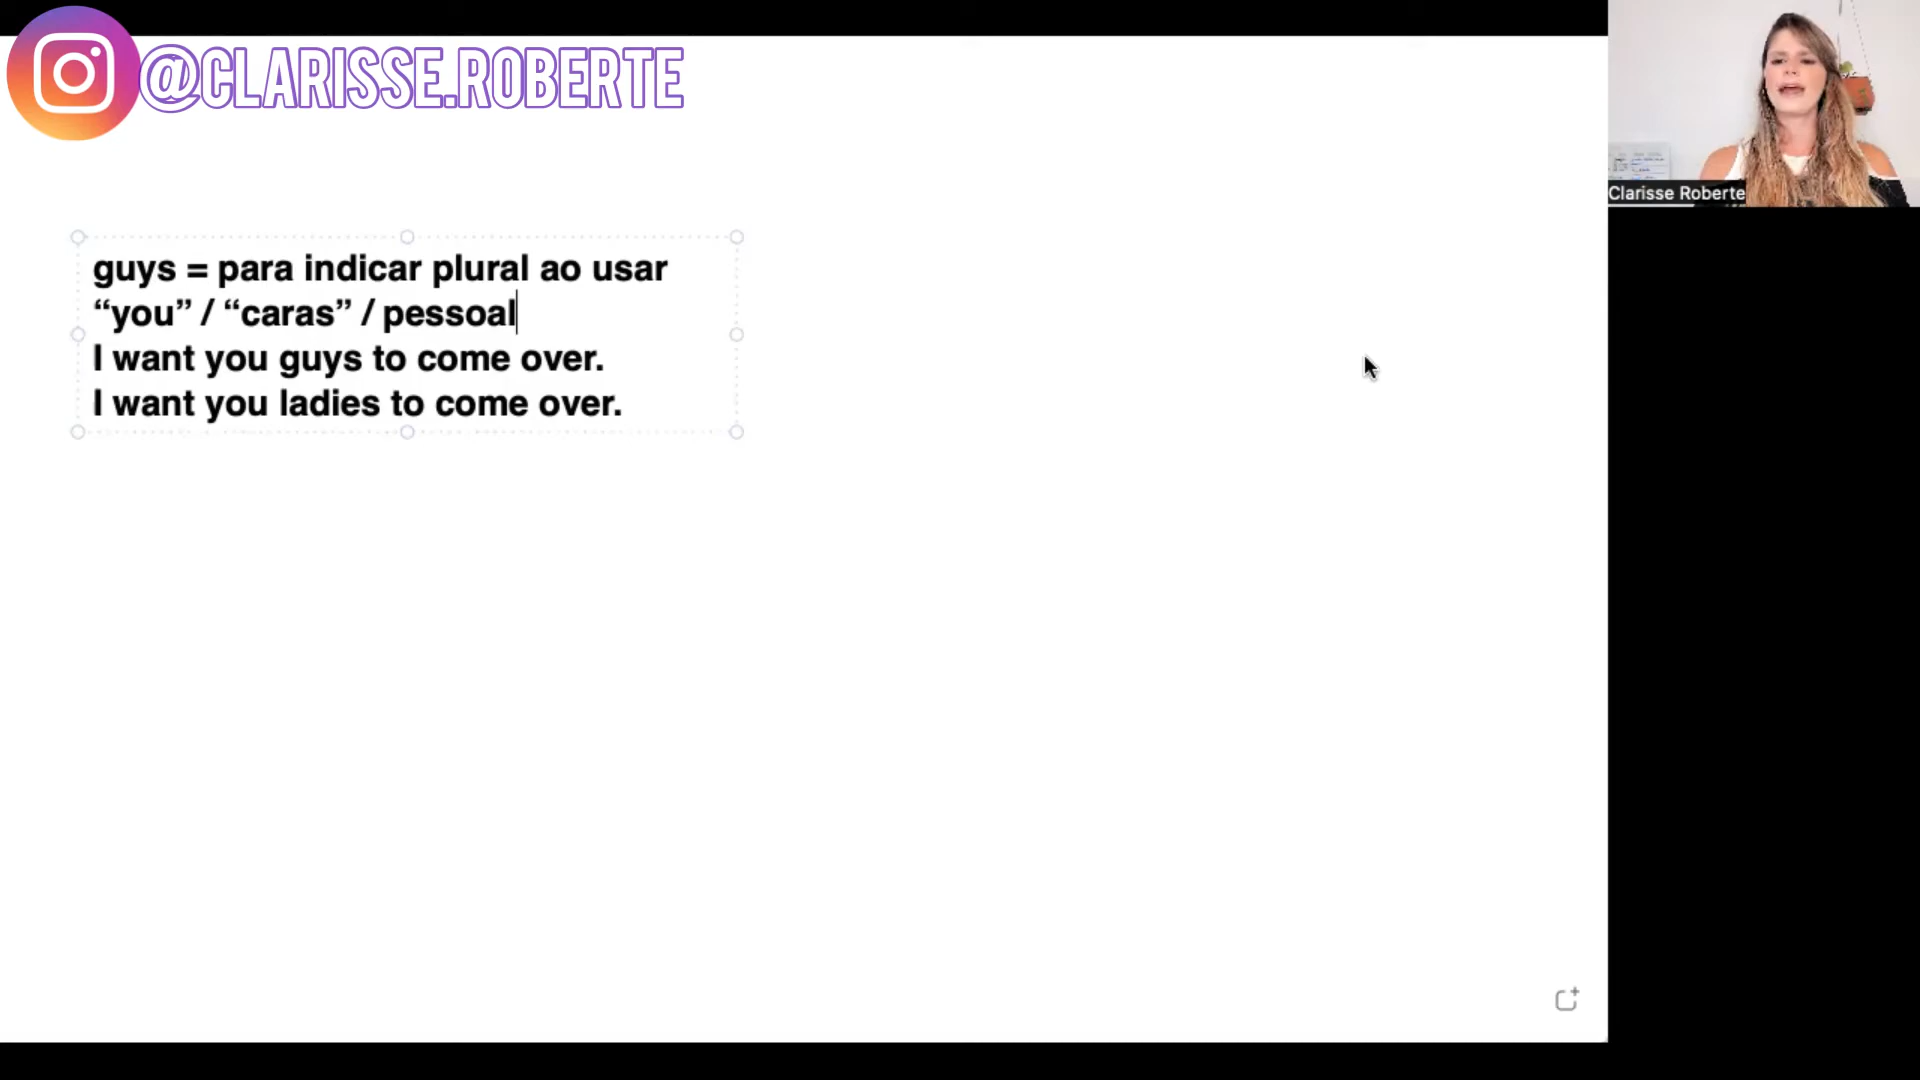 @CLARISSE.ROBERTE
Clarisse Roberte
guys = para indicar plural ao usar
“you” / “caras” / pessoal
I want you guys to come over.
I want you ladies to come over.